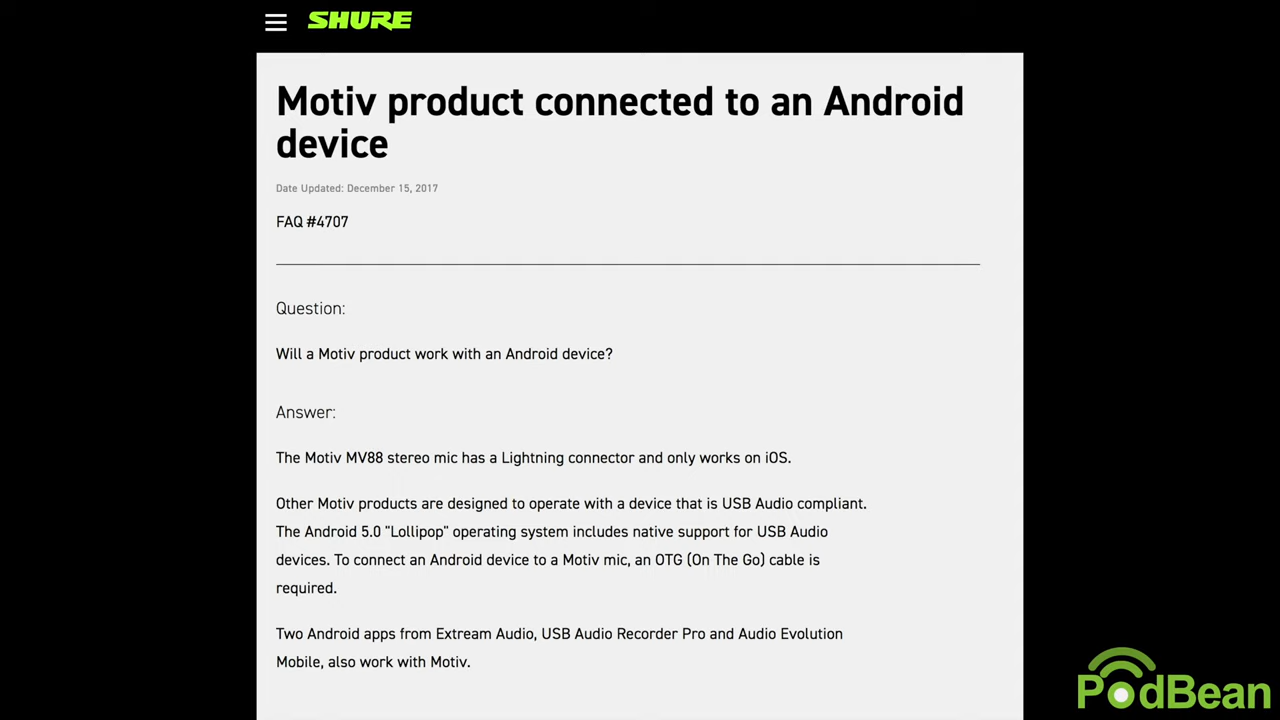 SHURE
Motiv product connected to an Android
device
Date Updated: December 15, 2017
FAQ #4707
Question:
Will a Motiv product work with an Android device?
Answer:
The Motiv MV88 stereo mic has a Lightning connector and only works on iOS.
Other Motiv products are designed to operate with a device that is USB Audio compliant.
The Android 5.0 "Lollipop" operating system includes native support for USB Audio
devices. To connect an Android device to a Motiv mic, an OTG (On The Go) cable is
required.
Two Android apps from Extream Audio, USB Audio Recorder Pro and Audio Evolution
Mobile, also work with Motiv.
PodBean